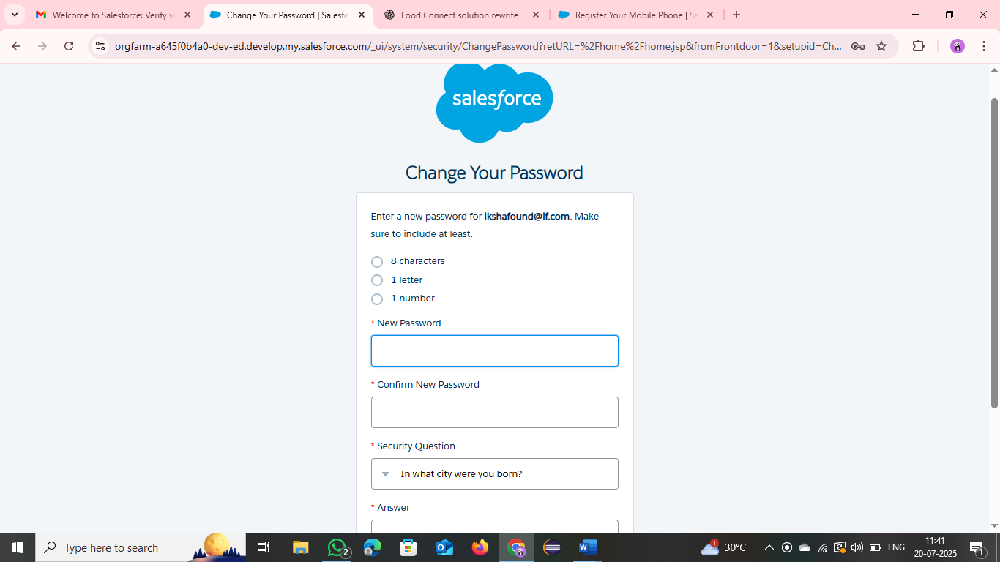 Welcome to Salesforce: Verify y
Change Your Password | Salesfo
Food Connect solution rewrite
Register Your Mobile Phone | Sa
orgfarm-a645f0b4a0-dev-ed.develop.my.salesforce.com/_ui/system/security/ChangePassword?retURL=%2Fhome%2Fhome.jsp&fromFrontdoor=1&setupid=Ch...
salesforce
Change Your Password
Enter a new password for ikshafound@if.com. Make
sure to include at least:
8 characters
1 letter
1 number
* New Password
* Confirm New Password
* Security Question
In what city were you born?
* Answer
Type here to search
2
W
1
30°C
ENG
11:41
20-07-2025
1